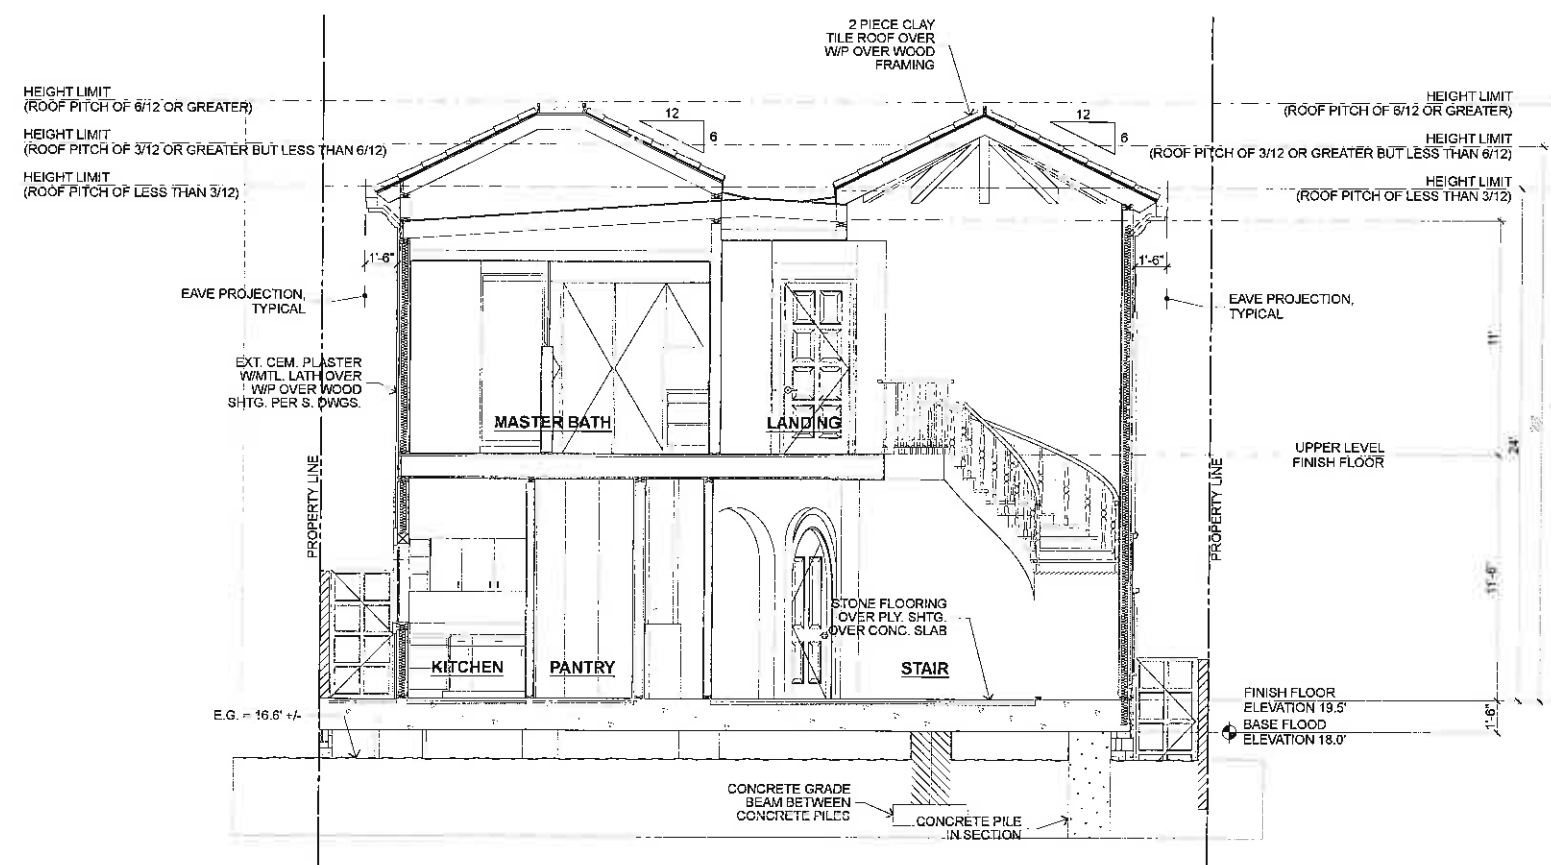 2 PIECE CLAY
TILE ROOF OVER
W/P OVER WOOD
FRAMING
HEIGHT LIMIT
(ROOF PITCH OF 6/12 OR GREATER)
HEIGHT LIMIT
(ROOF PITCH OF 3/12 OR GREATER BUT LESS THAN 6/12)
HEIGHT LIMIT
(ROOF PITCH OF LESS THAN 3/12)
12
6
12
6
HEIGHT LIMIT
(ROOF PITCH OF 6/12 OR GREATER)
HEIGHT LIMIT
(ROOF PITCH OF 3/12 OR GREATER BUT LESS THAN 6/12)
HEIGHT LIMIT
(ROOF PITCH OF LESS THAN 3/12)
1'-6"
1'-6"
EAVE PROJECTION,
TYPICAL
EAVE PROJECTION,
TYPICAL
EXT. CEM. PLASTER
W/MTL. LATH OVER
W/P OVER WOOD
SHTG. PER S. DWGS.
MASTER BATH
LANDING
11'
24'
UPPER LEVEL
FINISH FLOOR
PROPERTY LINE
PROPERTY LINE
11'-6"
STONE FLOORING
OVER PLY. SHTG.
OVER CONC. SLAB
KITCHEN
PANTRY
STAIR
E.G. = 16.6' +/-
FINISH FLOOR
ELEVATION 19.5'
BASE FLOOD
ELEVATION 18.0'
1'-6"
CONCRETE GRADE
BEAM BETWEEN
CONCRETE PILES
CONCRETE PILE
IN SECTION